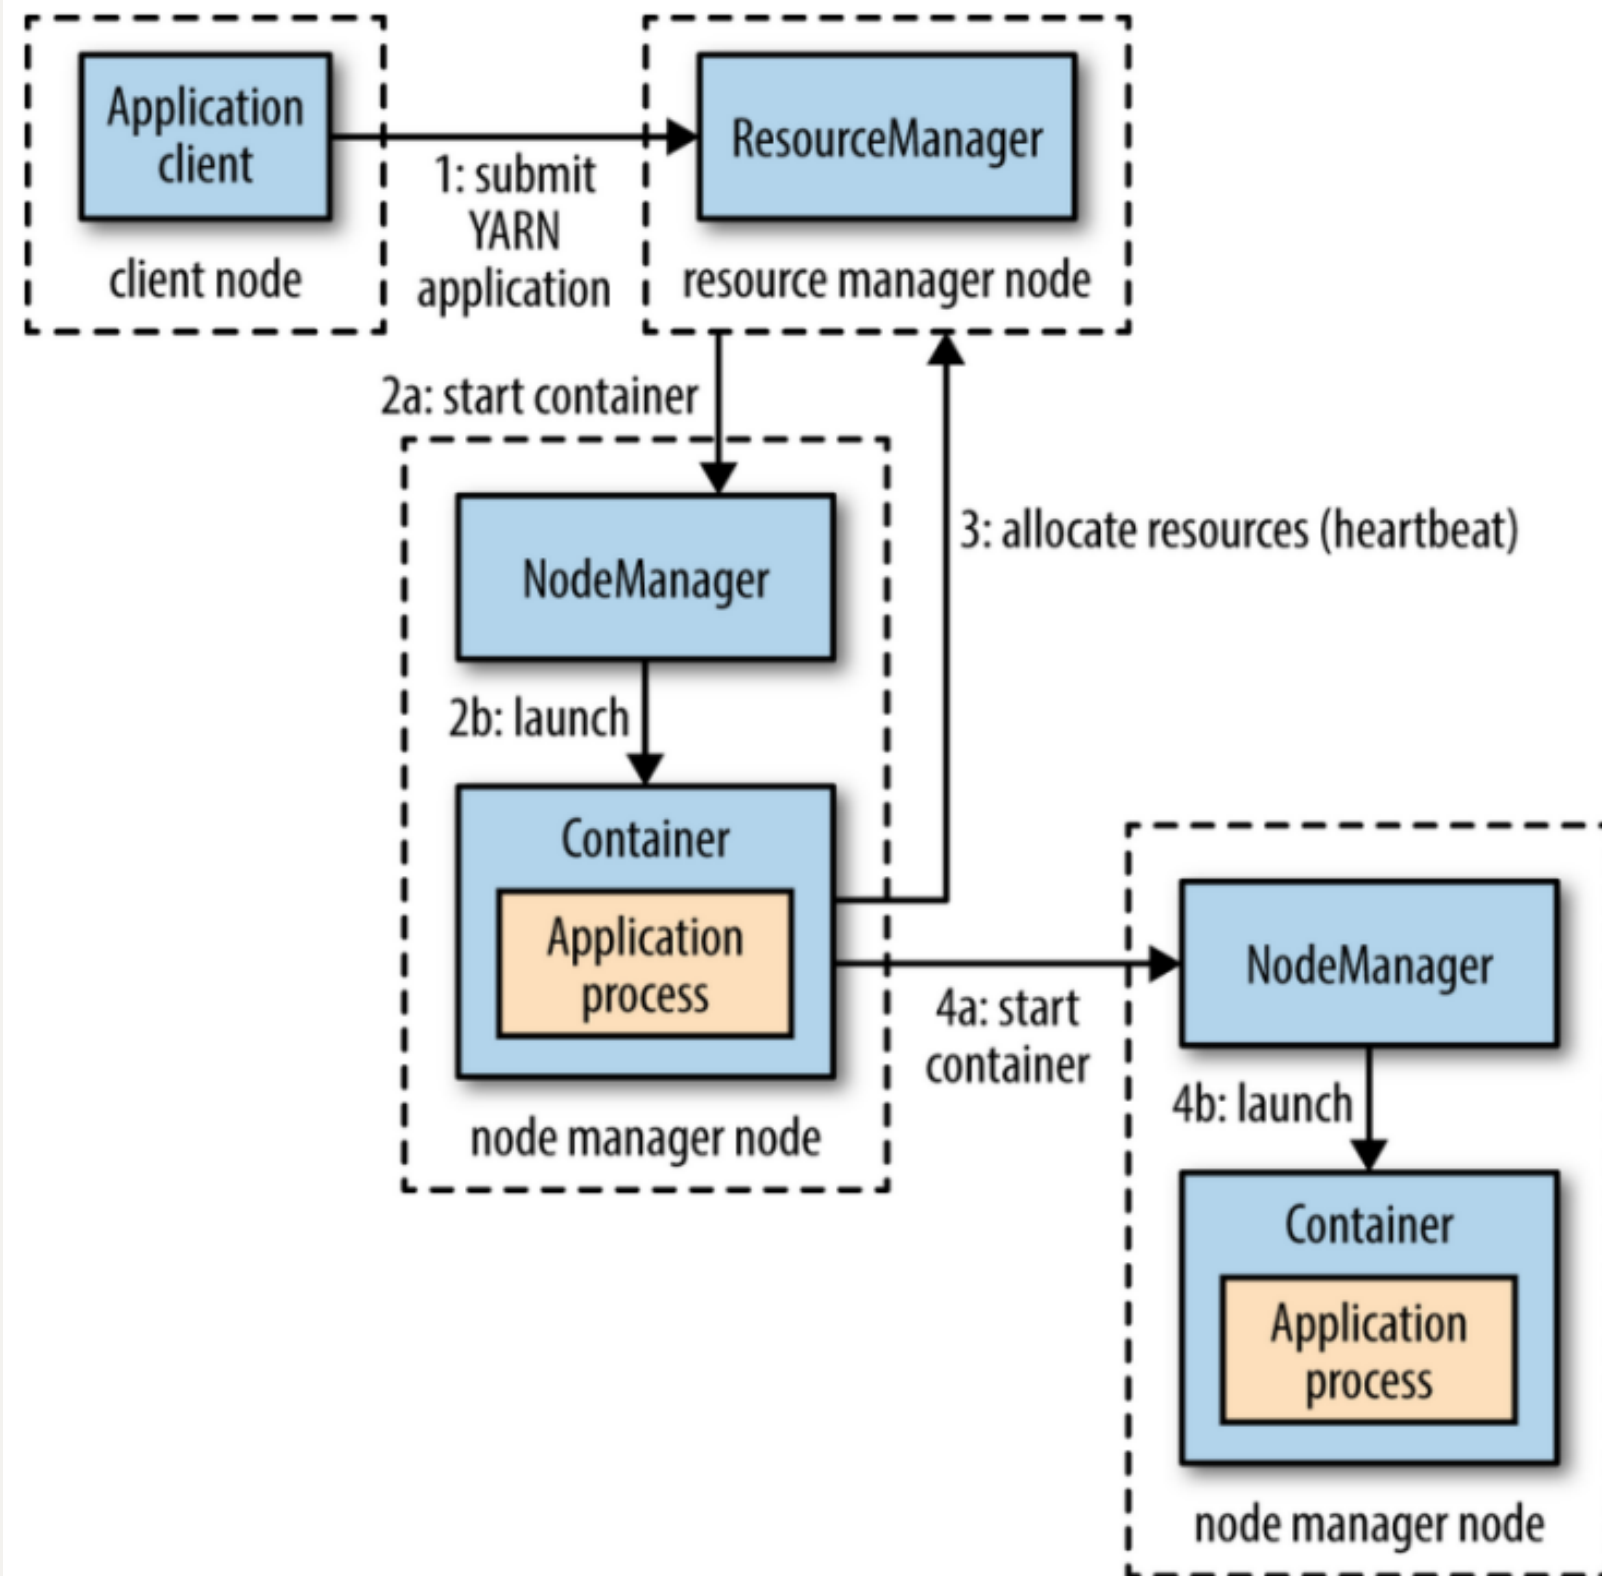 Application
client
client node
1: submit
YARN
application
ResourceManager
resource manager node
2a: start container
NodeManager
2b: launch
Container
Application
process
node manager node
3: allocate resources (heartbeat)
4a: start
container
NodeManager
4b: launch
Container
Application
process
node manager node